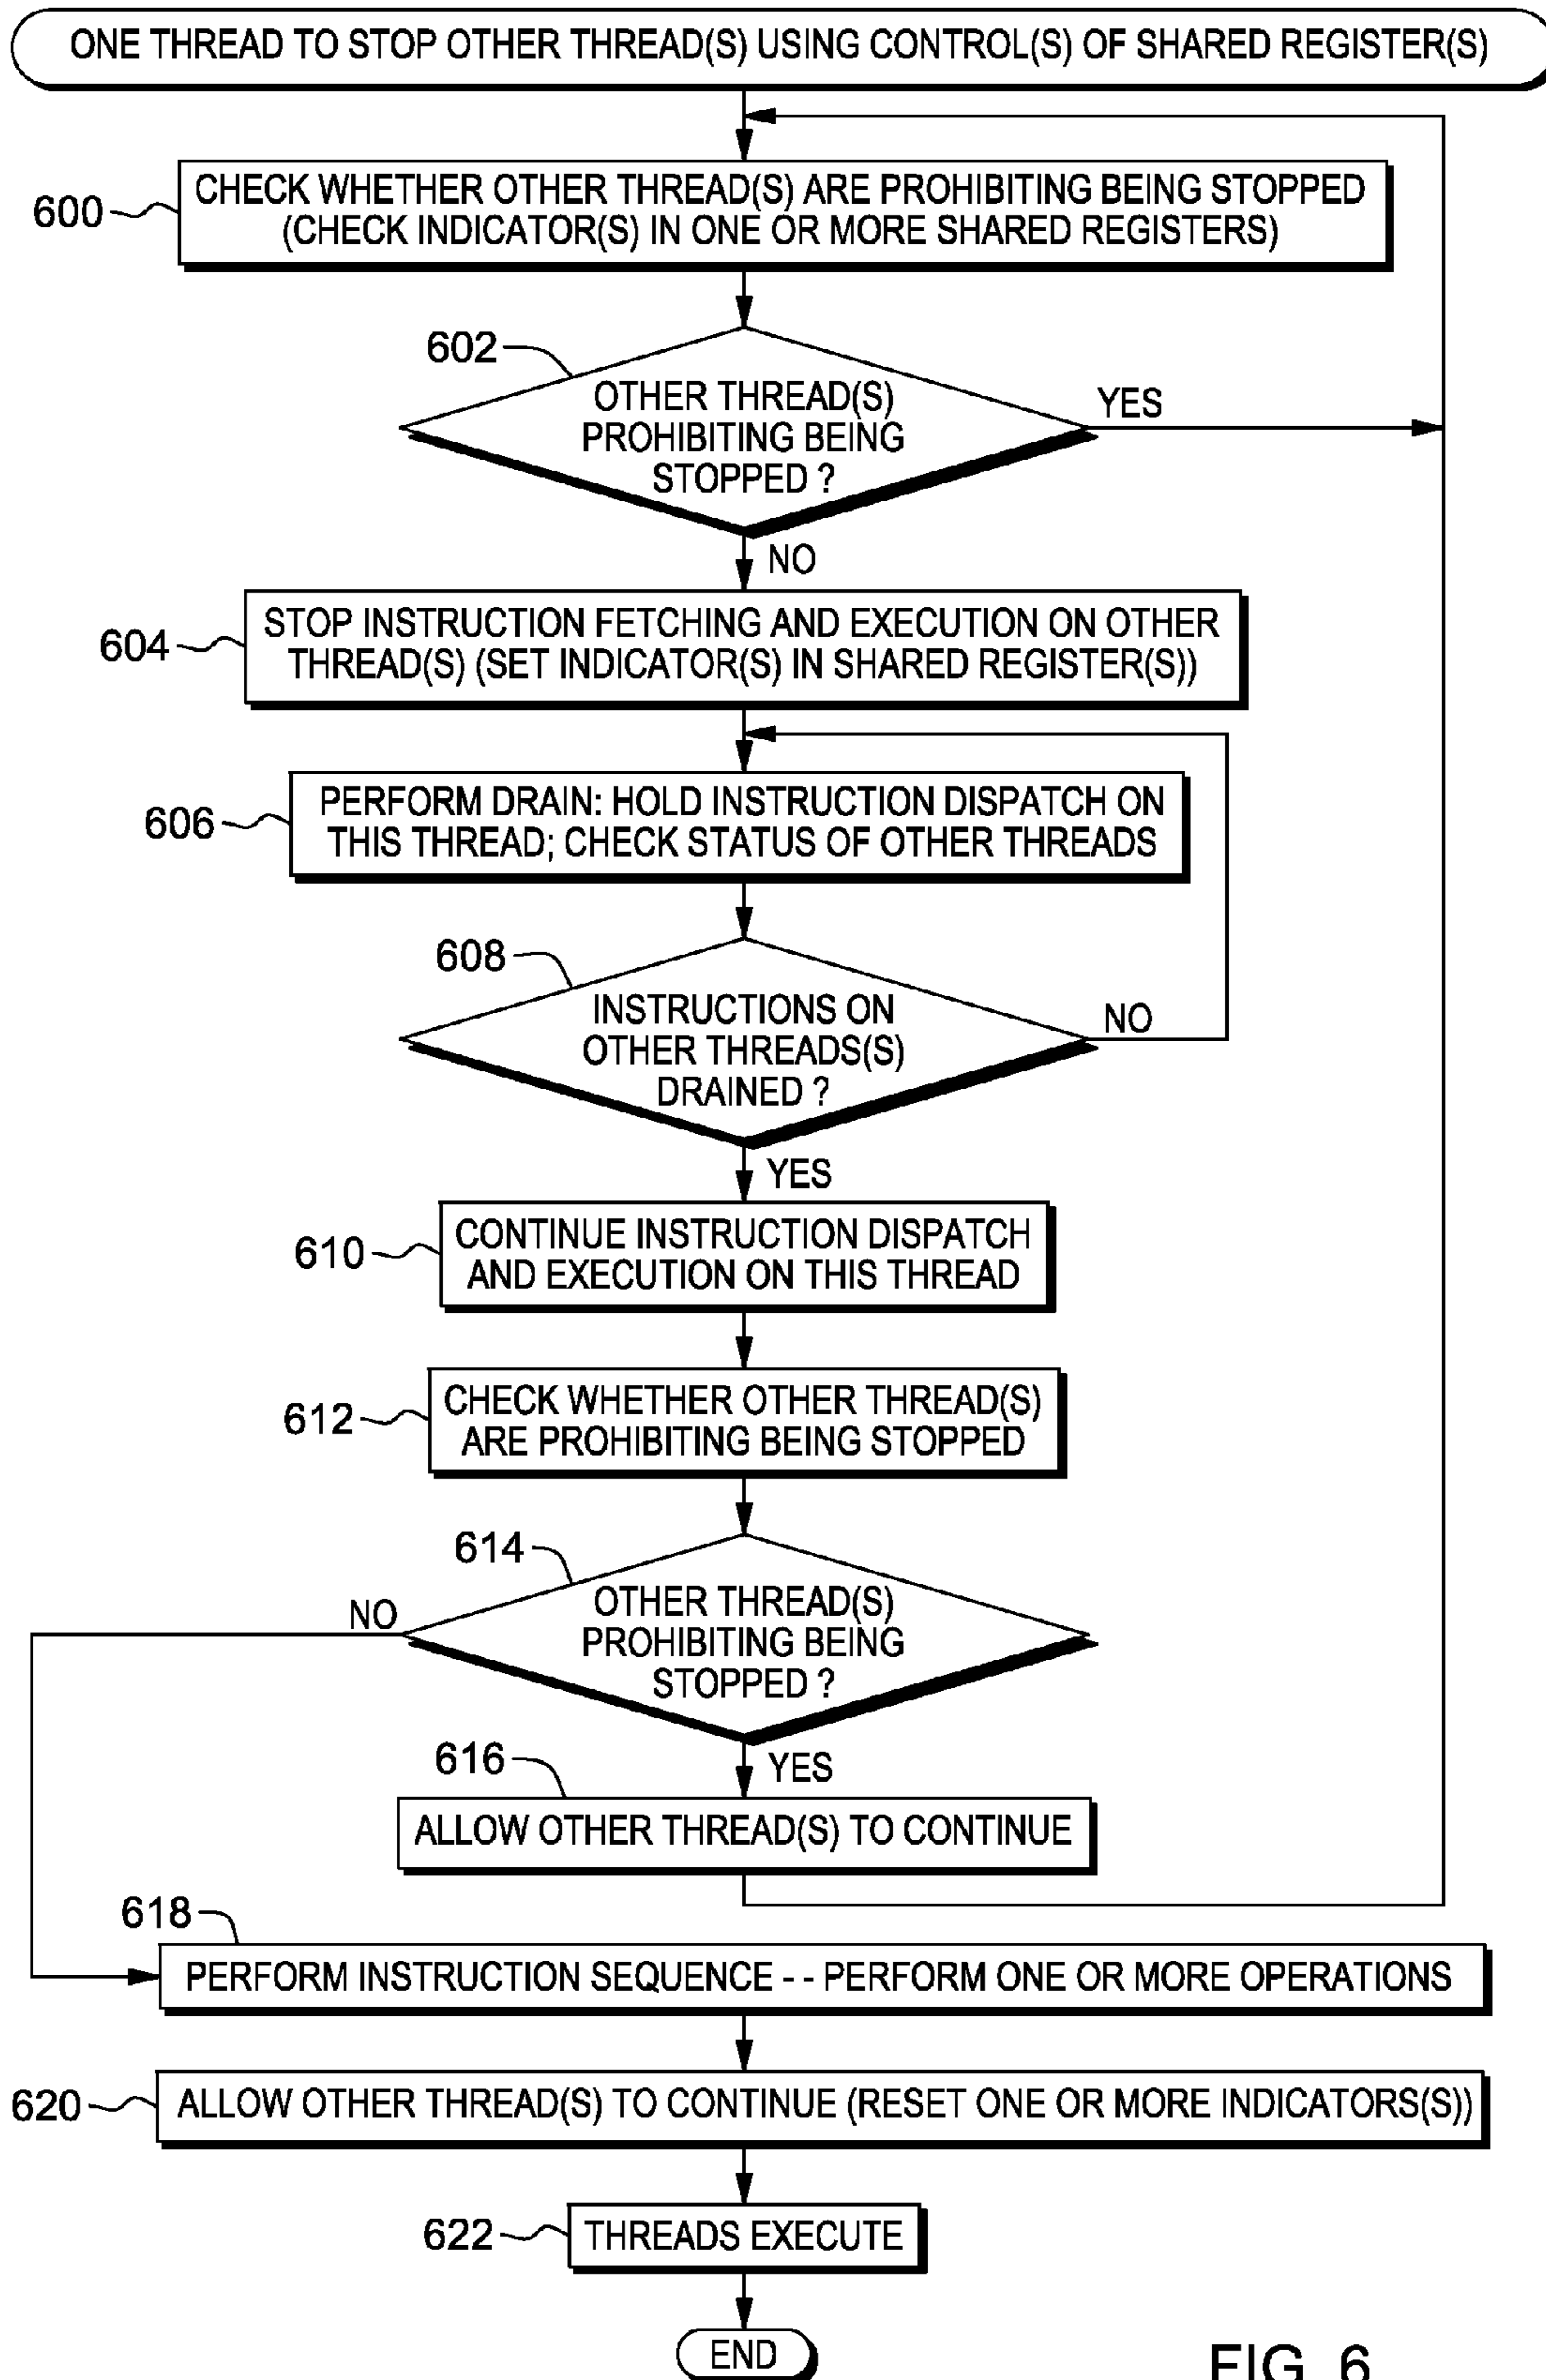 ONE THREAD TO STOP OTHER THREAD(S) USING CONTROL(S) OF SHARED REGISTER(S)
600
CHECK WHETHER OTHER THREAD(S) ARE PROHIBITING BEING STOPPED
(CHECK INDICATOR(S) IN ONE OR MORE SHARED REGISTERS)
602
OTHER THREAD(S)
PROHIBITING BEING
STOPPED ?
YES
NO
604
STOP INSTRUCTION FETCHING AND EXECUTION ON OTHER
THREAD(S) (SET INDICATOR(S) IN SHARED REGISTER(S))
606
PERFORM DRAIN: HOLD INSTRUCTION DISPATCH ON
THIS THREAD; CHECK STATUS OF OTHER THREADS
608
INSTRUCTIONS ON
OTHER THREADS(S)
DRAINED ?
NO
YES
610
CONTINUE INSTRUCTION DISPATCH
AND EXECUTION ON THIS THREAD
612
CHECK WHETHER OTHER THREAD(S)
ARE PROHIBITING BEING STOPPED
614
OTHER THREAD(S)
PROHIBITING BEING
STOPPED ?
NO
YES
616
ALLOW OTHER THREAD(S) TO CONTINUE
618
PERFORM INSTRUCTION SEQUENCE - - PERFORM ONE OR MORE OPERATIONS
620
ALLOW OTHER THREAD(S) TO CONTINUE (RESET ONE OR MORE INDICATORS(S))
622
THREADS EXECUTE
END
FIG. 6